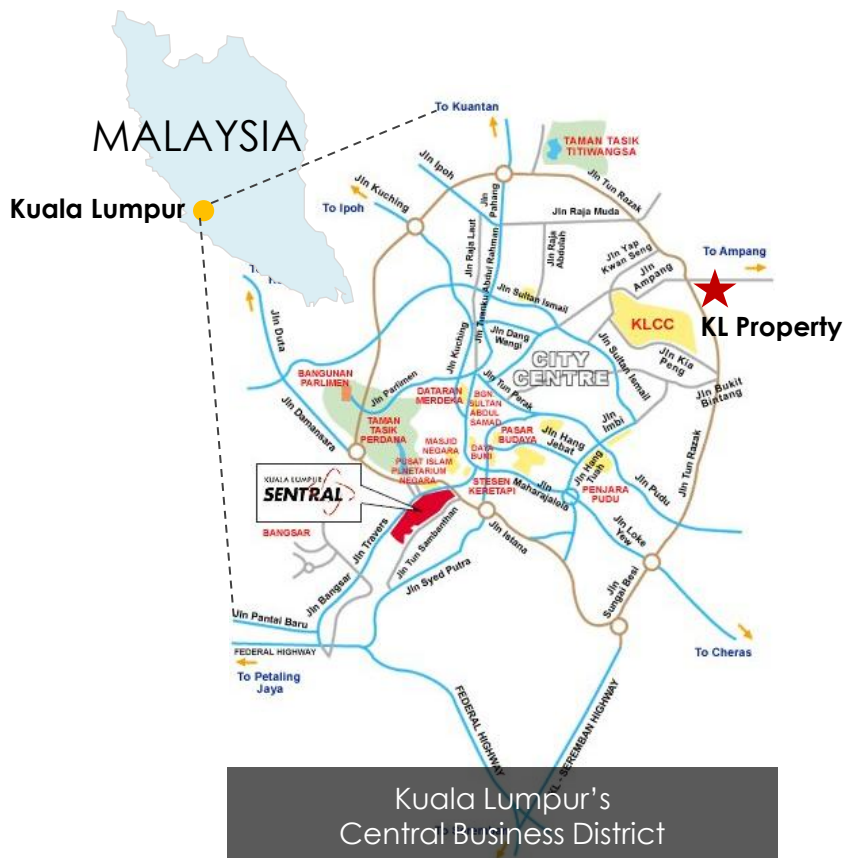 MALAYSIA
Kuala Lumpur
To Kuantan
TAMAN TASIK
TITIWANGSA
Jln Ipoh
Jln Kuching
To Ipoh
Jln
Pahang
Jln Tun Razak
Jln Raja Muda
Jln Raja Laut
Jln Tuanku Abdul Rahman
Jln Raja
Abdulah
Jln Yap
Kwan Seng
Jln
Ampang
To Ampang
KL Property
Jln Sultan Ismail
KLCC
Jln Kia
Peng
Jln Duta
Jln Kuching
Jln Dang
Wangi
CITY
CENTRE
Jln Sultan Ismail
Jln Bukit
Bintang
BANGUNAN
PARLIMEN
Jln Parlimen
DATARAN
MERDEKA
BGN.
SULTAN
ABDUL
SAMAD
Jln Tun Perak
Jln
Imbi
Jln Damansara
TAMAN
TASIK
PERDANA
MASJID
NEGARA
PUSAT ISLAM
PLNETARIUM
NEGARA
DAYA
BUMI
PASAR
BUDAYA
Jln Hang
Jebat
Jln Hang
Tuah
Jln Tun Razak
KUALA LUMPUR
SENTRAL
STESEN
KERETAPI
Jln
Maharajalela
PENJARA
PUDU
Jln Pudu
BANGSAR
Jln Travers
Jln Tun Sambanthan
Jln Istana
Jln Loke
Yew
Jln Bangsar
Jln Syed Putra
Jln
Sungai Besi
Jln Pantai Baru
FEDERAL HIGHWAY
To Petaling
Jaya
To Cheras
FEDERAL HIGHWAY
KL - SEREMBAN HIGHWAY
Kuala Lumpur's
Central Business District